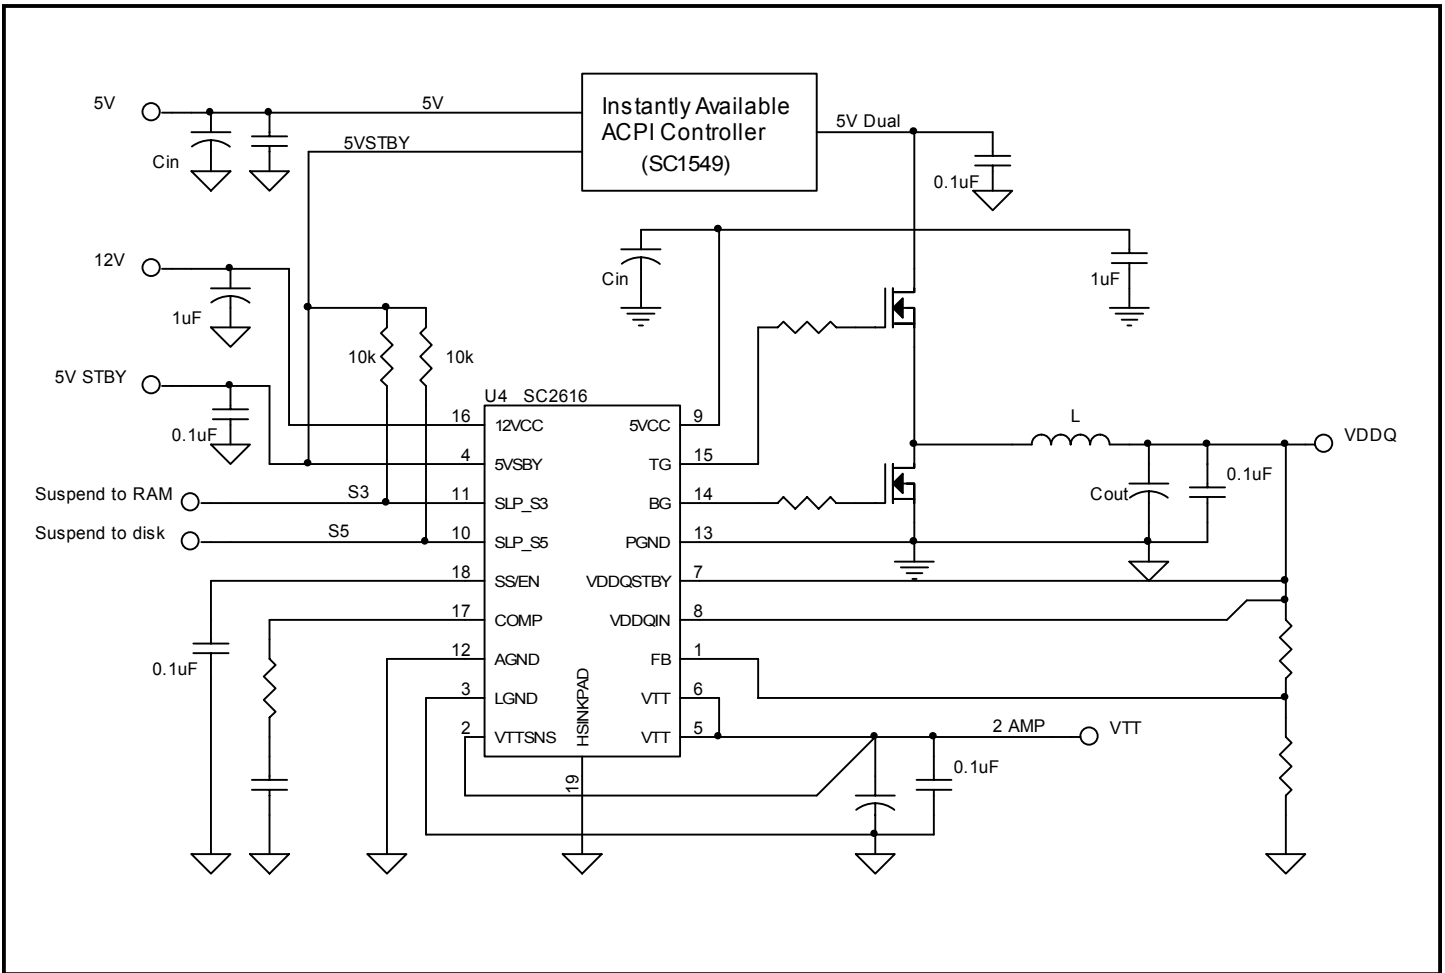 5V
5V
Instantly Available
ACPI Controller
(SC1549)
5V Dual
Cin
5VSTBY
0.1uF
12V
1uF
Cin
1uF
10k
10k
5V STBY
0.1uF
U4 SC2616
16 12VCC 5VCC 9
4 5VSBY TG 15
Suspend to RAM S3 11 SLP_S3 BG 14
Suspend to disk S5 10 SLP_S5 PGND 13
18 SS/EN VDDQSTBY 7
17 COMP VDDQIN 8
12 AGND FB 1
3 LGND VTT 6
2 VTTSNS VTT 5
HSINKPAD
19
L
VDDQ
Cout
0.1uF
0.1uF
2 AMP
VTT
0.1uF